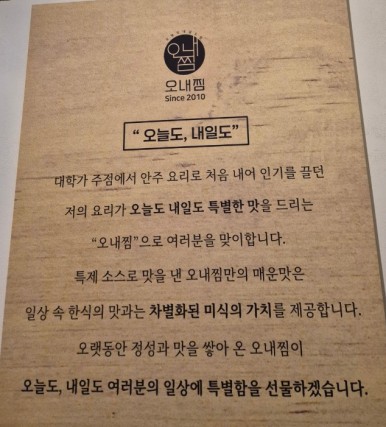 오내찜
오내찜
Since 2010
“ 오늘도, 내일도”
대학가 주점에서 안주 요리로 처음 내어 인기를 끌던
저의 요리가 오늘도 내일도 특별한 맛을 드리는
“오내찜”으로 여러분을 맞이합니다.
특제 소스로 맛을 낸 오내찜만의 매운맛은
일상 속 한식의 맛과는 차별화된 미식의 가치를 제공합니다.
오랫동안 정성과 맛을 쌓아 온 오내찜이
오늘도, 내일도 여러분의 일상에 특별함을 선물하겠습니다.